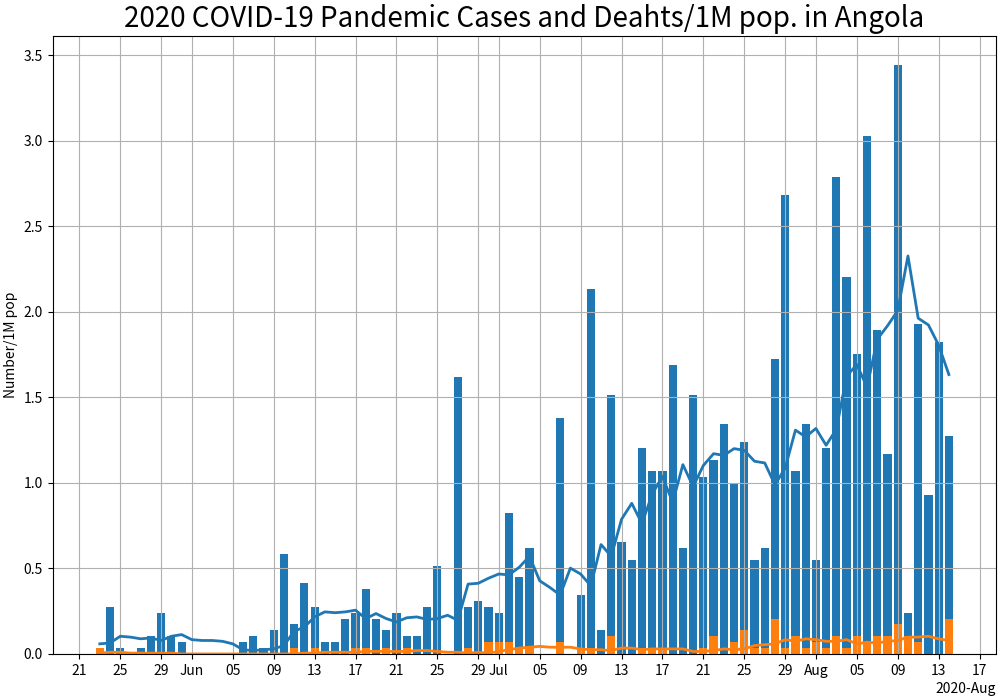 2020 COVID-19 Pandemic Cases and Deahts/1M pop. in Angola
Number/1M pop
3.5
3.0
2.5
2.0
1.5
1.0
0.5
0.0
21 25 29 Jun 05 09 13 17 21 25 29 Jul 05 09 13 17 21 25 29 Aug 05 09 13 17
2020-Aug